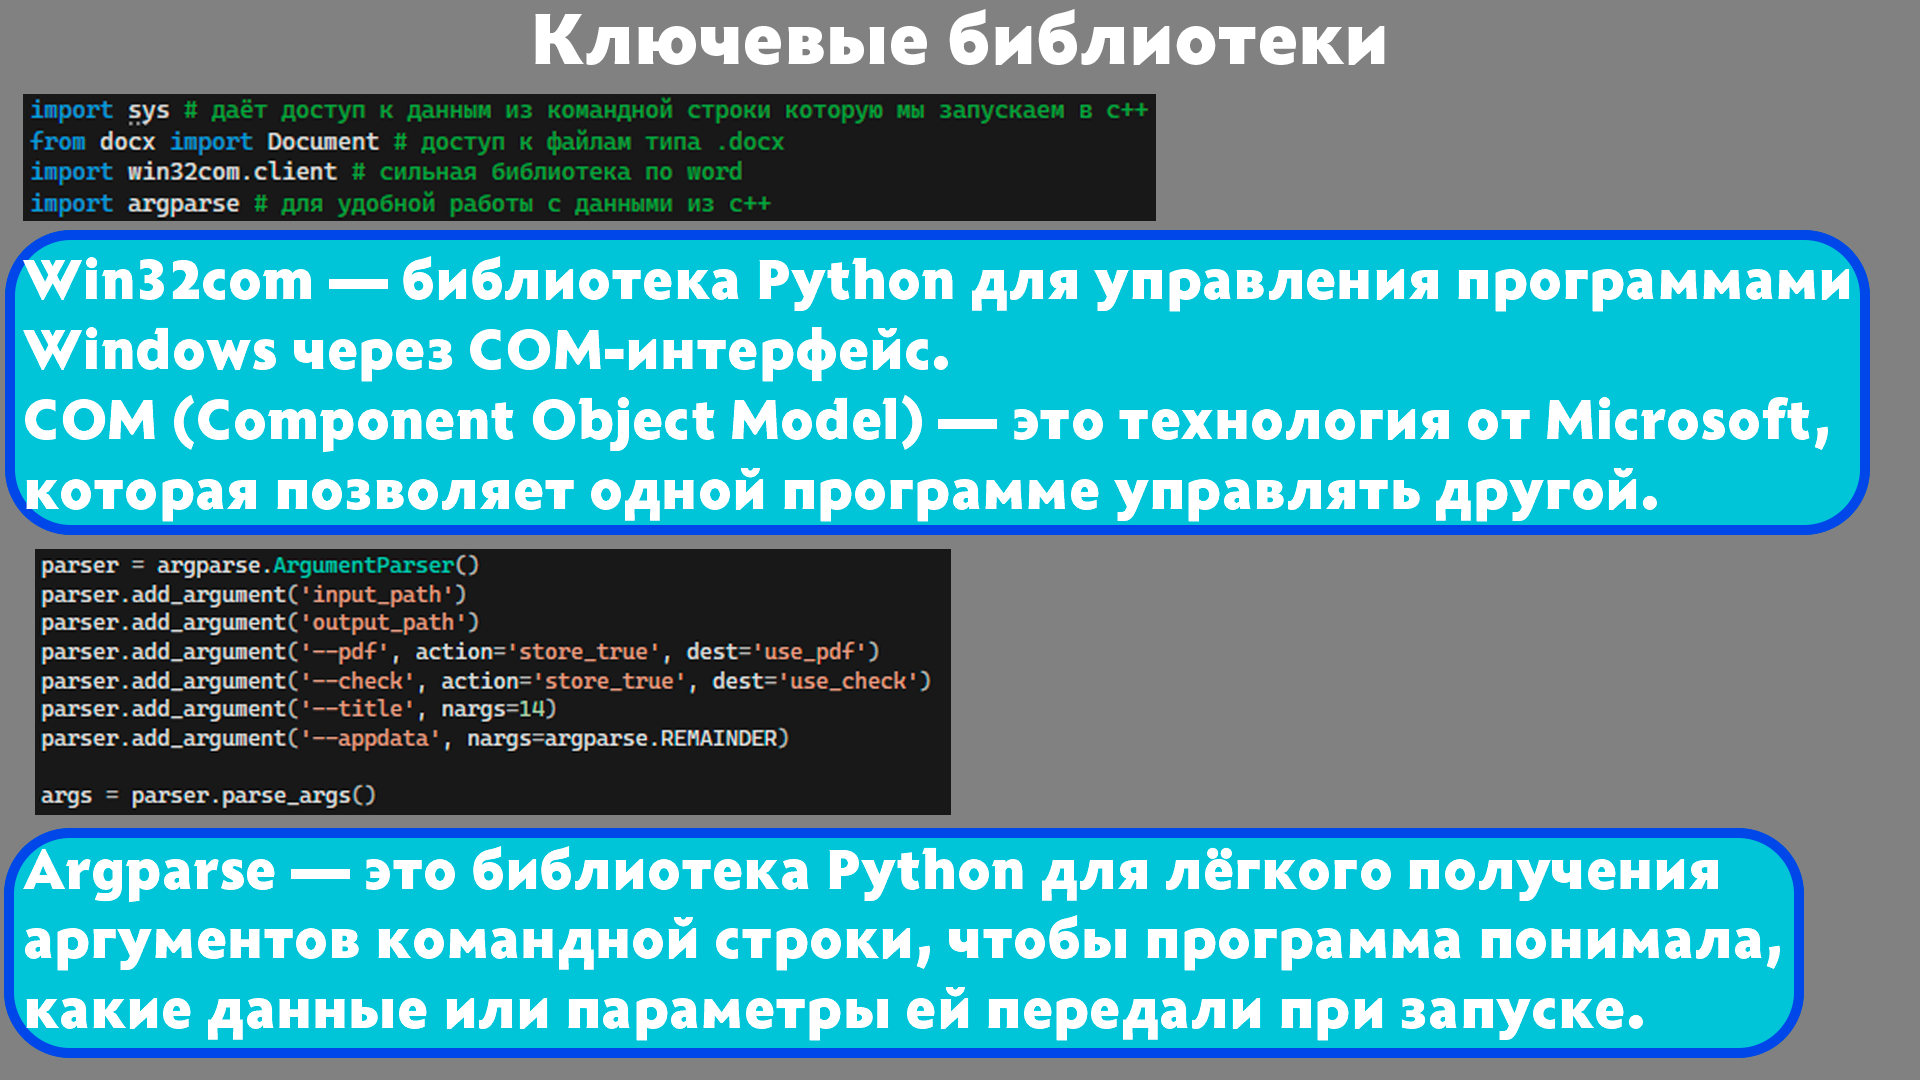 Ключевые библиотеки
import sys # даёт доступ к данным из командной строки которую мы запускаем в c++
from docx import Document # доступ к файлам типа .docx
import win32com.client # сильная библиотека по word
import argparse # для удобной работы с данными из c++
Win32com — библиотека Python для управления программами
Windows через COM-интерфейс.
COM (Component Object Model) — это технология от Microsoft,
которая позволяет одной программе управлять другой.
parser = argparse.ArgumentParser()
parser.add_argument('input_path')
parser.add_argument('output_path')
parser.add_argument('--pdf', action='store_true', dest='use_pdf')
parser.add_argument('--check', action='store_true', dest='use_check')
parser.add_argument('--title', nargs=14)
parser.add_argument('--appdata', nargs=argparse.REMAINDER)
args = parser.parse_args()
Argparse — это библиотека Python для лёгкого получения
аргументов командной строки, чтобы программа понимала,
какие данные или параметры ей передали при запуске.